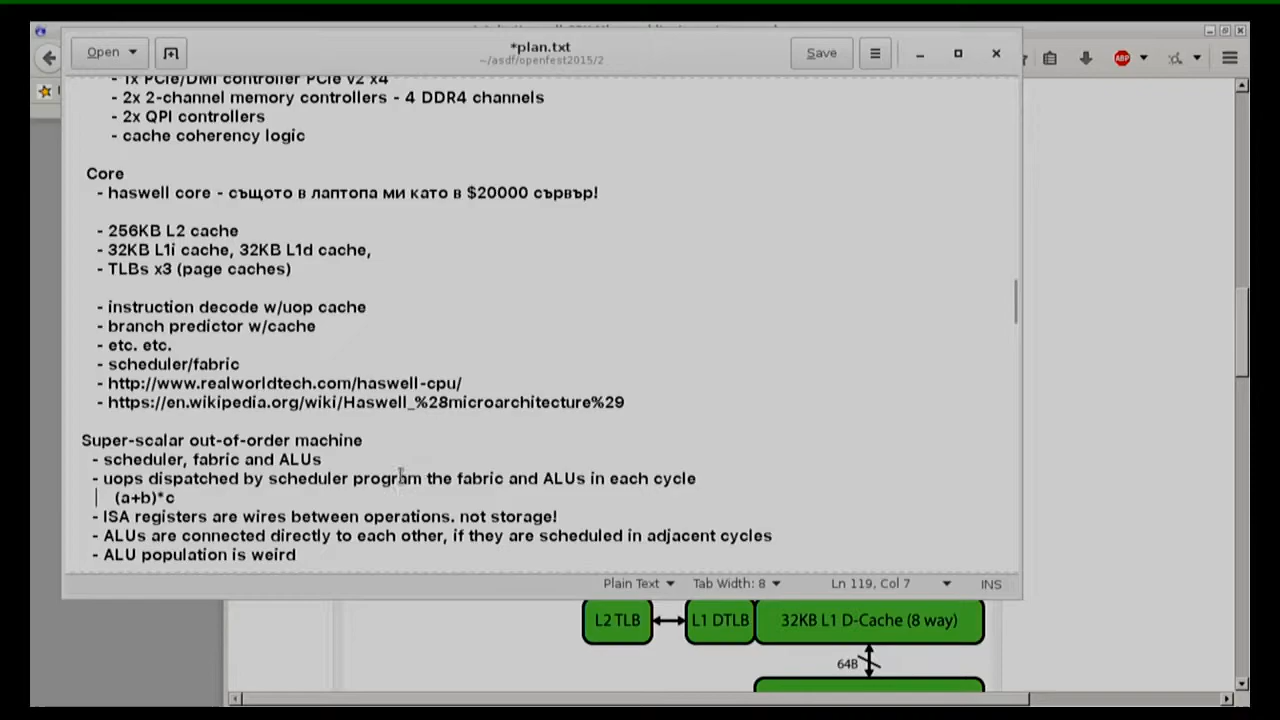 Open
*plan.txt
~/asdf/openfest2015/2
Save
- 1x PCIe/DMI controller PCIe v2 x4
- 2x 2-channel memory controllers - 4 DDR4 channels
- 2x QPI controllers
- cache coherency logic
Core
- haswell core - същото в лаптопа ми като в $20000 сървър!
- 256KB L2 cache
- 32KB L1i cache, 32KB L1d cache,
- TLBs x3 (page caches)
- instruction decode w/uop cache
- branch predictor w/cache
- etc. etc.
- scheduler/fabric
- http://www.realworldtech.com/haswell-cpu/
- https://en.wikipedia.org/wiki/Haswell_%28microarchitecture%29
Super-scalar out-of-order machine
- scheduler, fabric and ALUs
- uops dispatched by scheduler program the fabric and ALUs in each cycle
(a+b)*c
- ISA registers are wires between operations. not storage!
- ALUs are connected directly to each other, if they are scheduled in adjacent cycles
- ALU population is weird
Plain Text Tab Width: 8 Ln 119, Col 7 INS
ABP
L2 TLB L1 DTLB 32KB L1 D-Cache (8 way)
64B